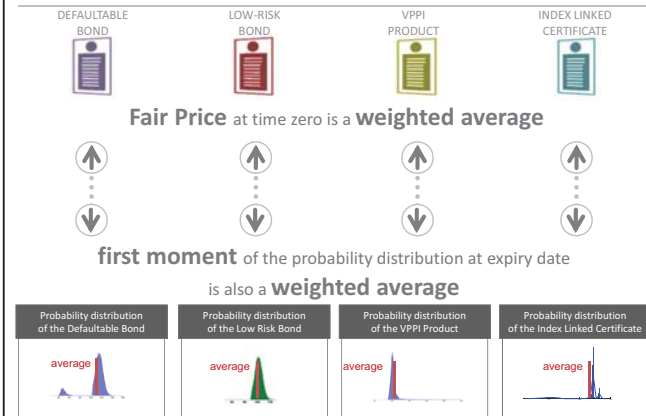 DEFAULTABLE
BOND
LOW-RISK
BOND
VPPI
PRODUCT
INDEX LINKED
CERTIFICATE
Fair Price at time zero is a weighted average
first moment of the probability distribution at expiry date
is also a weighted average
Probability distribution
of the Defaultable Bond
Probability distribution
of the Low Risk Bond
Probability distribution
of the VPPI Product
Probability distribution
of the Index Linked Certificate
average
average
average
average